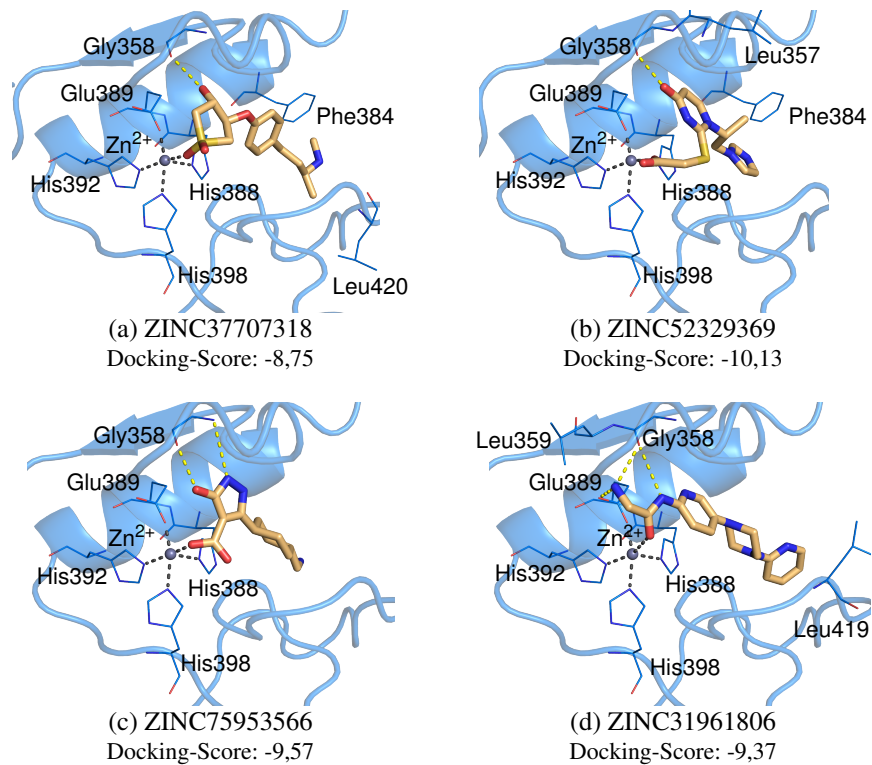 Gly358
Glu389
Phe384
Zn2+
His392
His388
His398
Leu420
(a) ZINC37707318
Docking-Score: -8,75
Gly358
Leu357
Glu389
Phe384
Zn2+
His392
His388
His398
(b) ZINC52329369
Docking-Score: -10,13
Gly358
Glu389
Zn2+
His392
His388
His398
(c) ZINC75953566
Docking-Score: -9,57
Leu359
Gly358
Glu389
Zn2+
His392
His388
Leu419
His398
(d) ZINC31961806
Docking-Score: -9,37